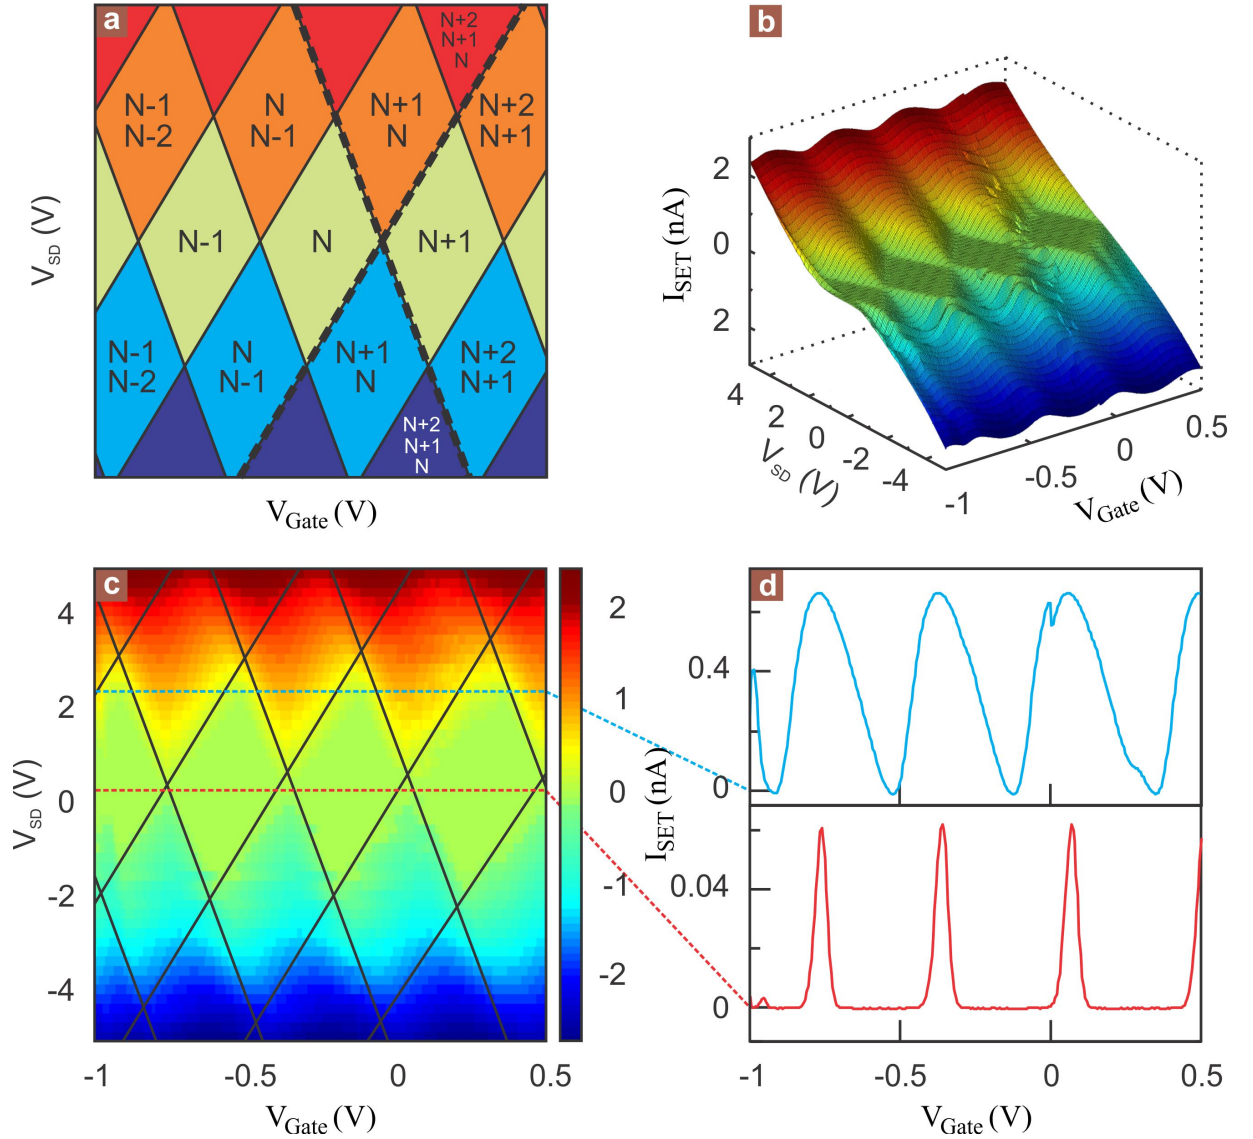 a
N+2
N+1
N
N-1
N-2
N
N-1
N+1
N
N+2
N+1
N-1
N
N+1
N-1
N-2
N
N-1
N+1
N
N+2
N+1
N+2
N+1
N
V_SD (V)
V_Gate (V)
b
2
0
2
I_SET (nA)
4
2
0
-2
-4
V_SD (V)
-1
-0.5
0
0.5
V_Gate (V)
c
4
2
0
-2
-4
V_SD (V)
-1
-0.5
0
0.5
V_Gate (V)
2
1
0
-1
-2
I_SET (nA)
d
0.4
0
0.04
0
-1
-0.5
0
0.5
V_Gate (V)